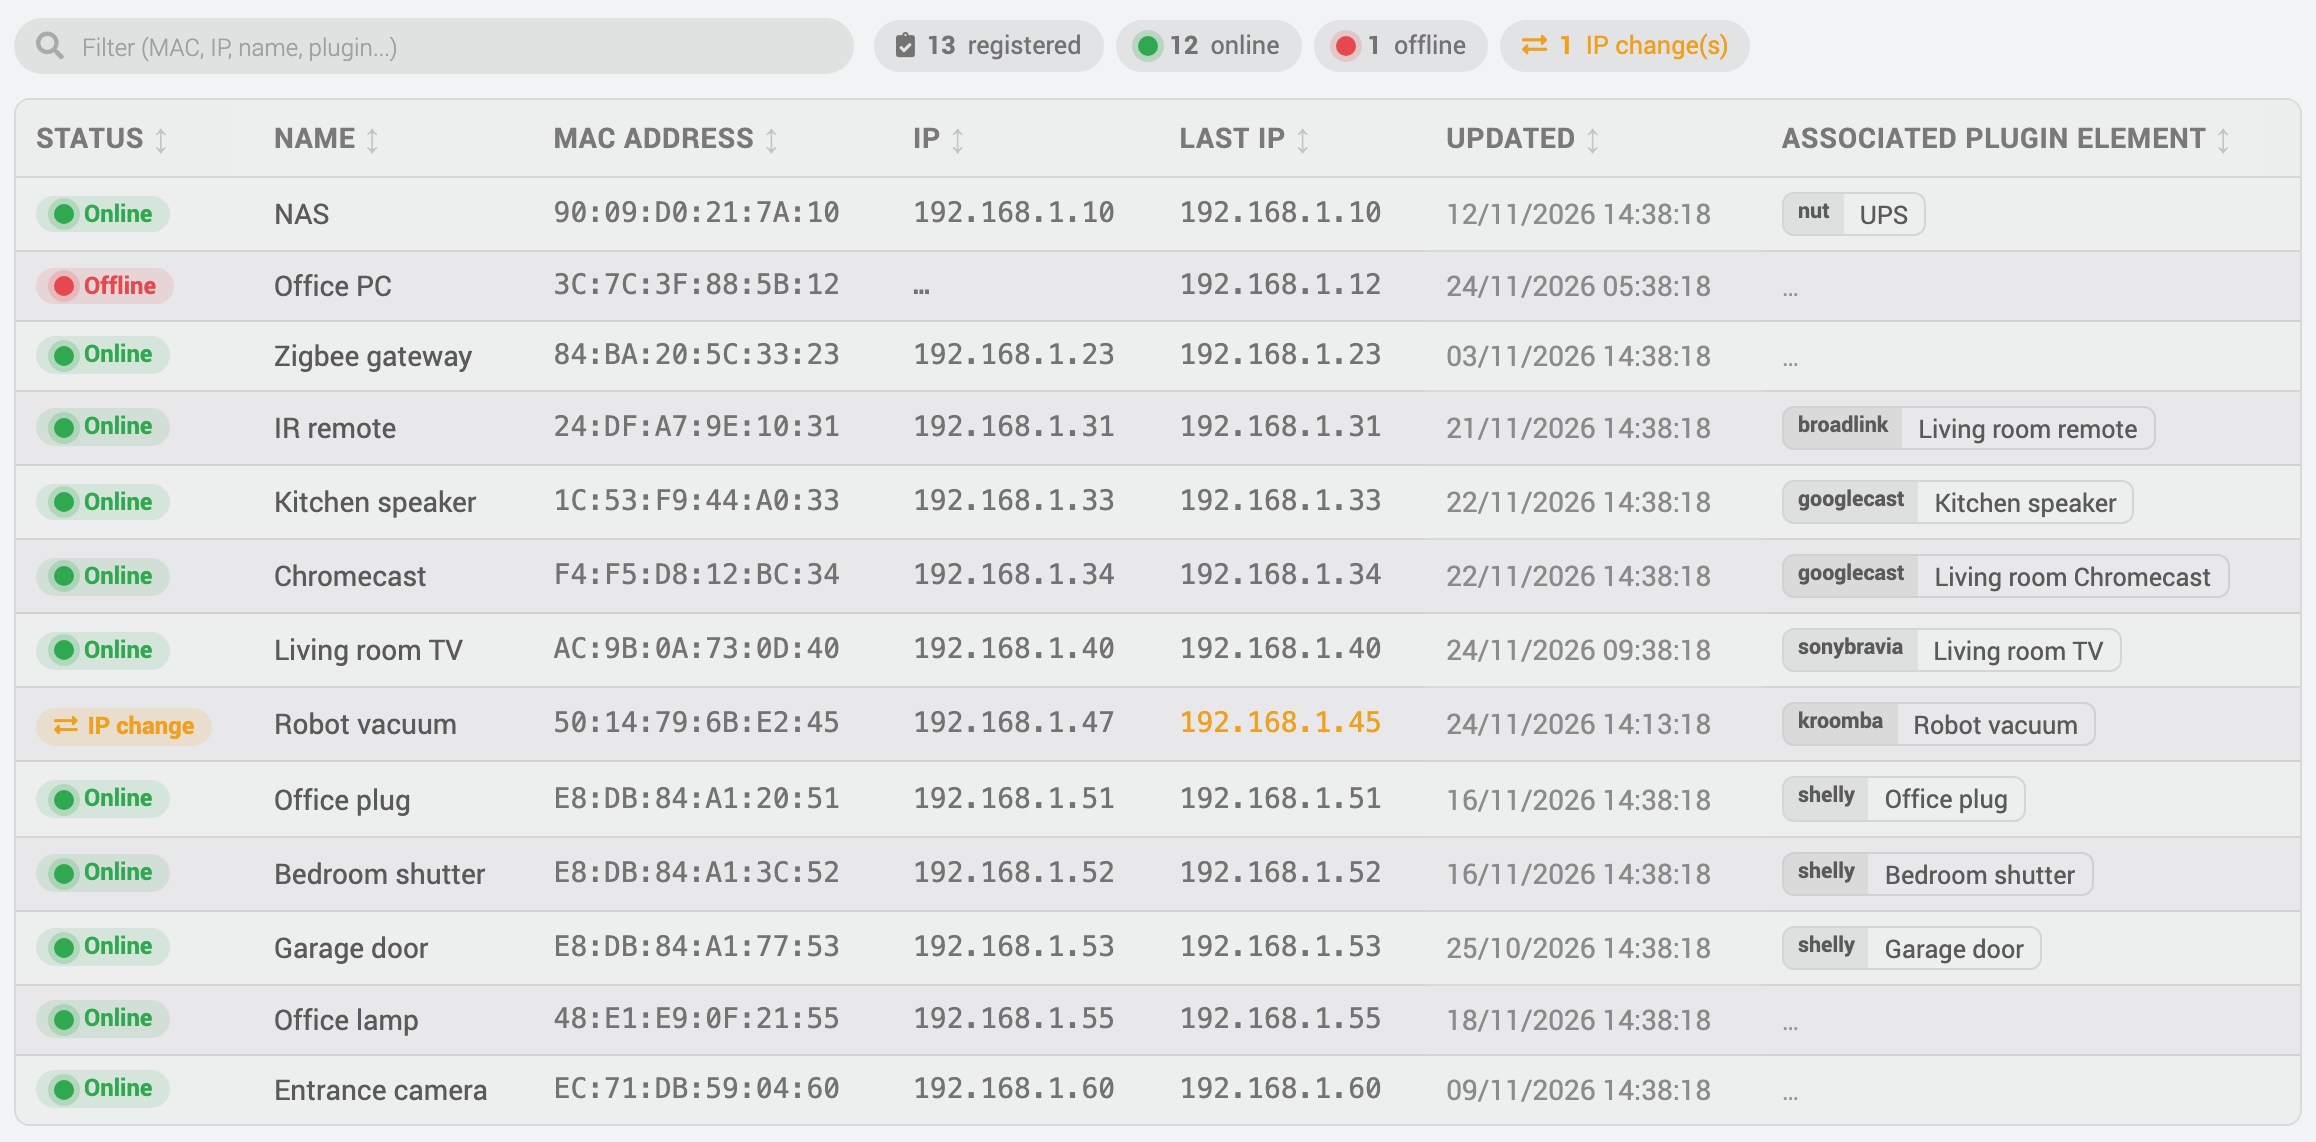 Filter (MAC, IP, name, plugin...) 13 registered 12 online 1 offline 1 IP change(s)
STATUS NAME MAC ADDRESS IP LAST IP UPDATED ASSOCIATED PLUGIN ELEMENT
Online NAS 90:09:D0:21:7A:10 192.168.1.10 192.168.1.10 12/11/2026 14:38:18 nut UPS
Offline Office PC 3C:7C:3F:88:5B:12 ... 192.168.1.12 24/11/2026 05:38:18 ...
Online Zigbee gateway 84:BA:20:5C:33:23 192.168.1.23 192.168.1.23 03/11/2026 14:38:18 ...
Online IR remote 24:DF:A7:9E:10:31 192.168.1.31 192.168.1.31 21/11/2026 14:38:18 broadlink Living room remote
Online Kitchen speaker 1C:53:F9:44:A0:33 192.168.1.33 192.168.1.33 22/11/2026 14:38:18 googlecast Kitchen speaker
Online Chromecast F4:F5:D8:12:BC:34 192.168.1.34 192.168.1.34 22/11/2026 14:38:18 googlecast Living room Chromecast
Online Living room TV AC:9B:0A:73:0D:40 192.168.1.40 192.168.1.40 24/11/2026 09:38:18 sonybravia Living room TV
IP change Robot vacuum 50:14:79:6B:E2:45 192.168.1.47 192.168.1.45 24/11/2026 14:13:18 kroomba Robot vacuum
Online Office plug E8:DB:84:A1:20:51 192.168.1.51 192.168.1.51 16/11/2026 14:38:18 shelly Office plug
Online Bedroom shutter E8:DB:84:A1:3C:52 192.168.1.52 192.168.1.52 16/11/2026 14:38:18 shelly Bedroom shutter
Online Garage door E8:DB:84:A1:77:53 192.168.1.53 192.168.1.53 25/10/2026 14:38:18 shelly Garage door
Online Office lamp 48:E1:E9:0F:21:55 192.168.1.55 192.168.1.55 18/11/2026 14:38:18 ...
Online Entrance camera EC:71:DB:59:04:60 192.168.1.60 192.168.1.60 09/11/2026 14:38:18 ...